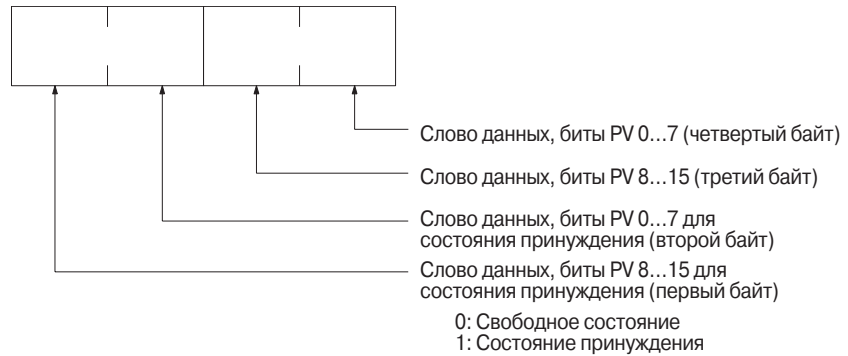 Слово данных, биты PV 0...7 (четвертый байт)
Слово данных, биты PV 8...15 (третий байт)
Слово данных, биты PV 0...7 для
состояния принуждения (второй байт)
Слово данных, биты PV 8...15 для
состояния принуждения (первый байт)
0: Свободное состояние
1: Состояние принуждения